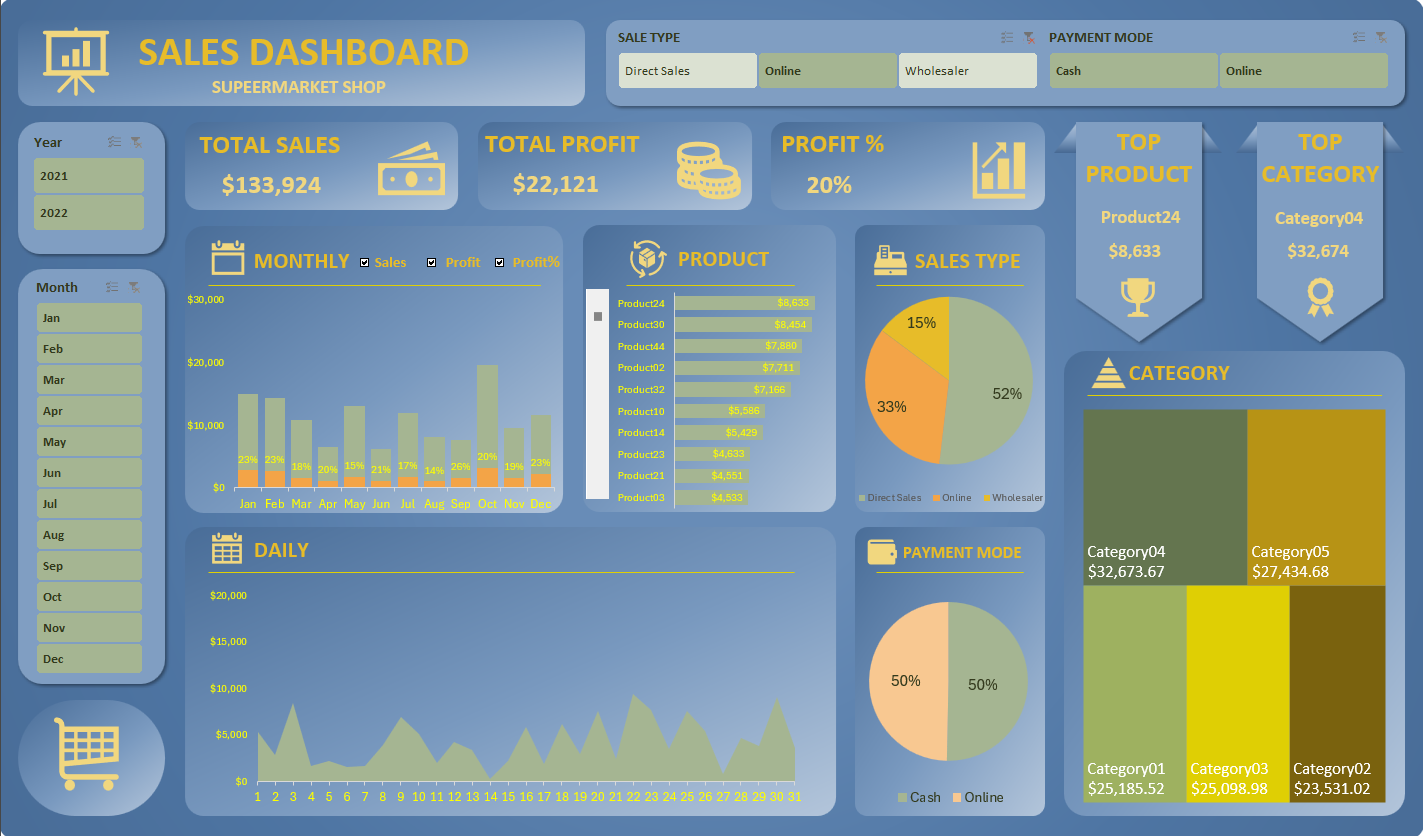 SALES DASHBOARD
SUPEERMARKET SHOP
SALE TYPE
Direct Sales
Online
Wholesaler
PAYMENT MODE
Cash
Online
Year
2021
2022
Month
Jan
Feb
Mar
Apr
May
Jun
Jul
Aug
Sep
Oct
Nov
Dec
TOTAL SALES
$133,924
TOTAL PROFIT
$22,121
PROFIT %
20%
TOP
PRODUCT
Product24
$8,633
TOP
CATEGORY
Category04
$32,674
MONTHLY
Sales
Profit
Profit%
$30,000
$20,000
$10,000
$0
23% 23% 18% 20% 15% 21% 17% 14% 26% 20% 19% 23%
Jan Feb Mar Apr May Jun Jul Aug Sep Oct Nov Dec
PRODUCT
Product24 $8,633
Product30 $8,454
Product44 $7,880
Product02 $7,711
Product32 $7,166
Product10 $5,586
Product14 $5,429
Product23 $4,633
Product21 $4,551
Product03 $4,533
SALES TYPE
15%
33%
52%
Direct Sales Online Wholesaler
DAILY
$20,000
$15,000
$10,000
$5,000
$0
1 2 3 4 5 6 7 8 9 10 11 12 13 14 15 16 17 18 19 20 21 22 23 24 25 26 27 28 29 30 31
PAYMENT MODE
50%
50%
Cash Online
CATEGORY
Category04
$32,673.67
Category05
$27,434.68
Category01
$25,185.52
Category03
$25,098.98
Category02
$23,531.02